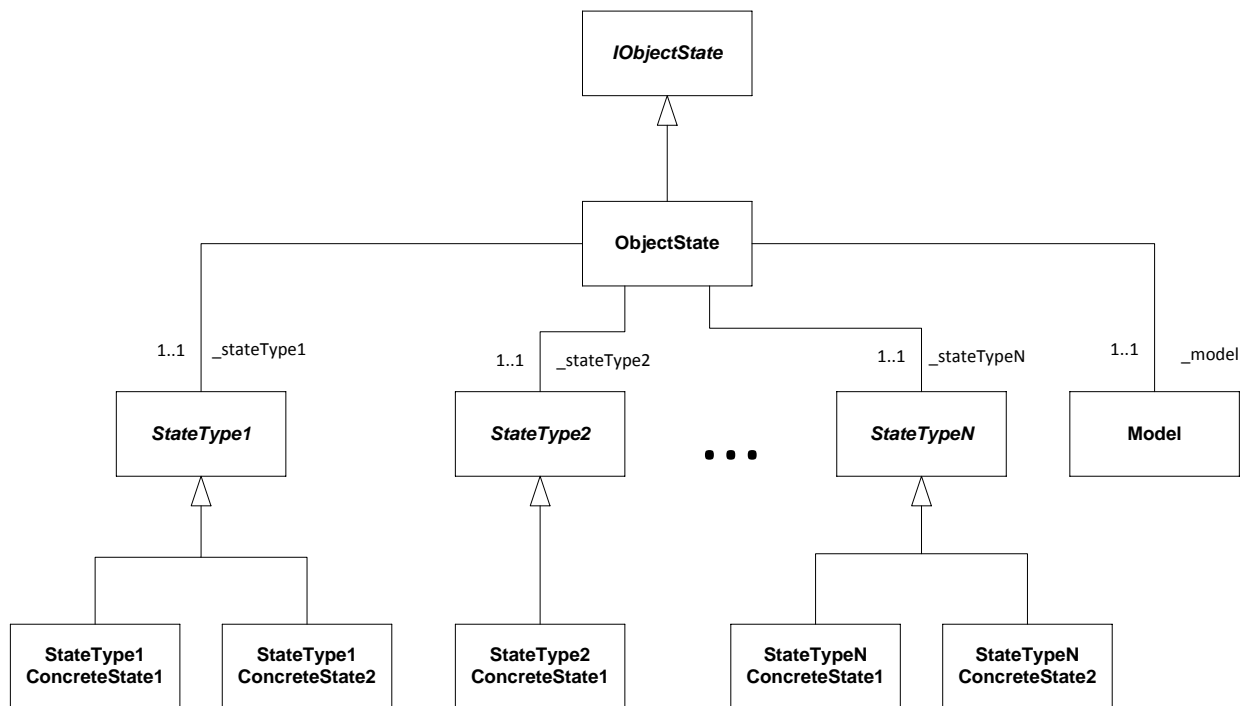 IObjectState
ObjectState
1..1 _stateType1
1..1 _stateType2
1..1 _stateTypeN
1..1 _model
StateType1
StateType2
...
StateTypeN
Model
StateType1
ConcreteState1
StateType1
ConcreteState2
StateType2
ConcreteState1
StateTypeN
ConcreteState1
StateTypeN
ConcreteState2